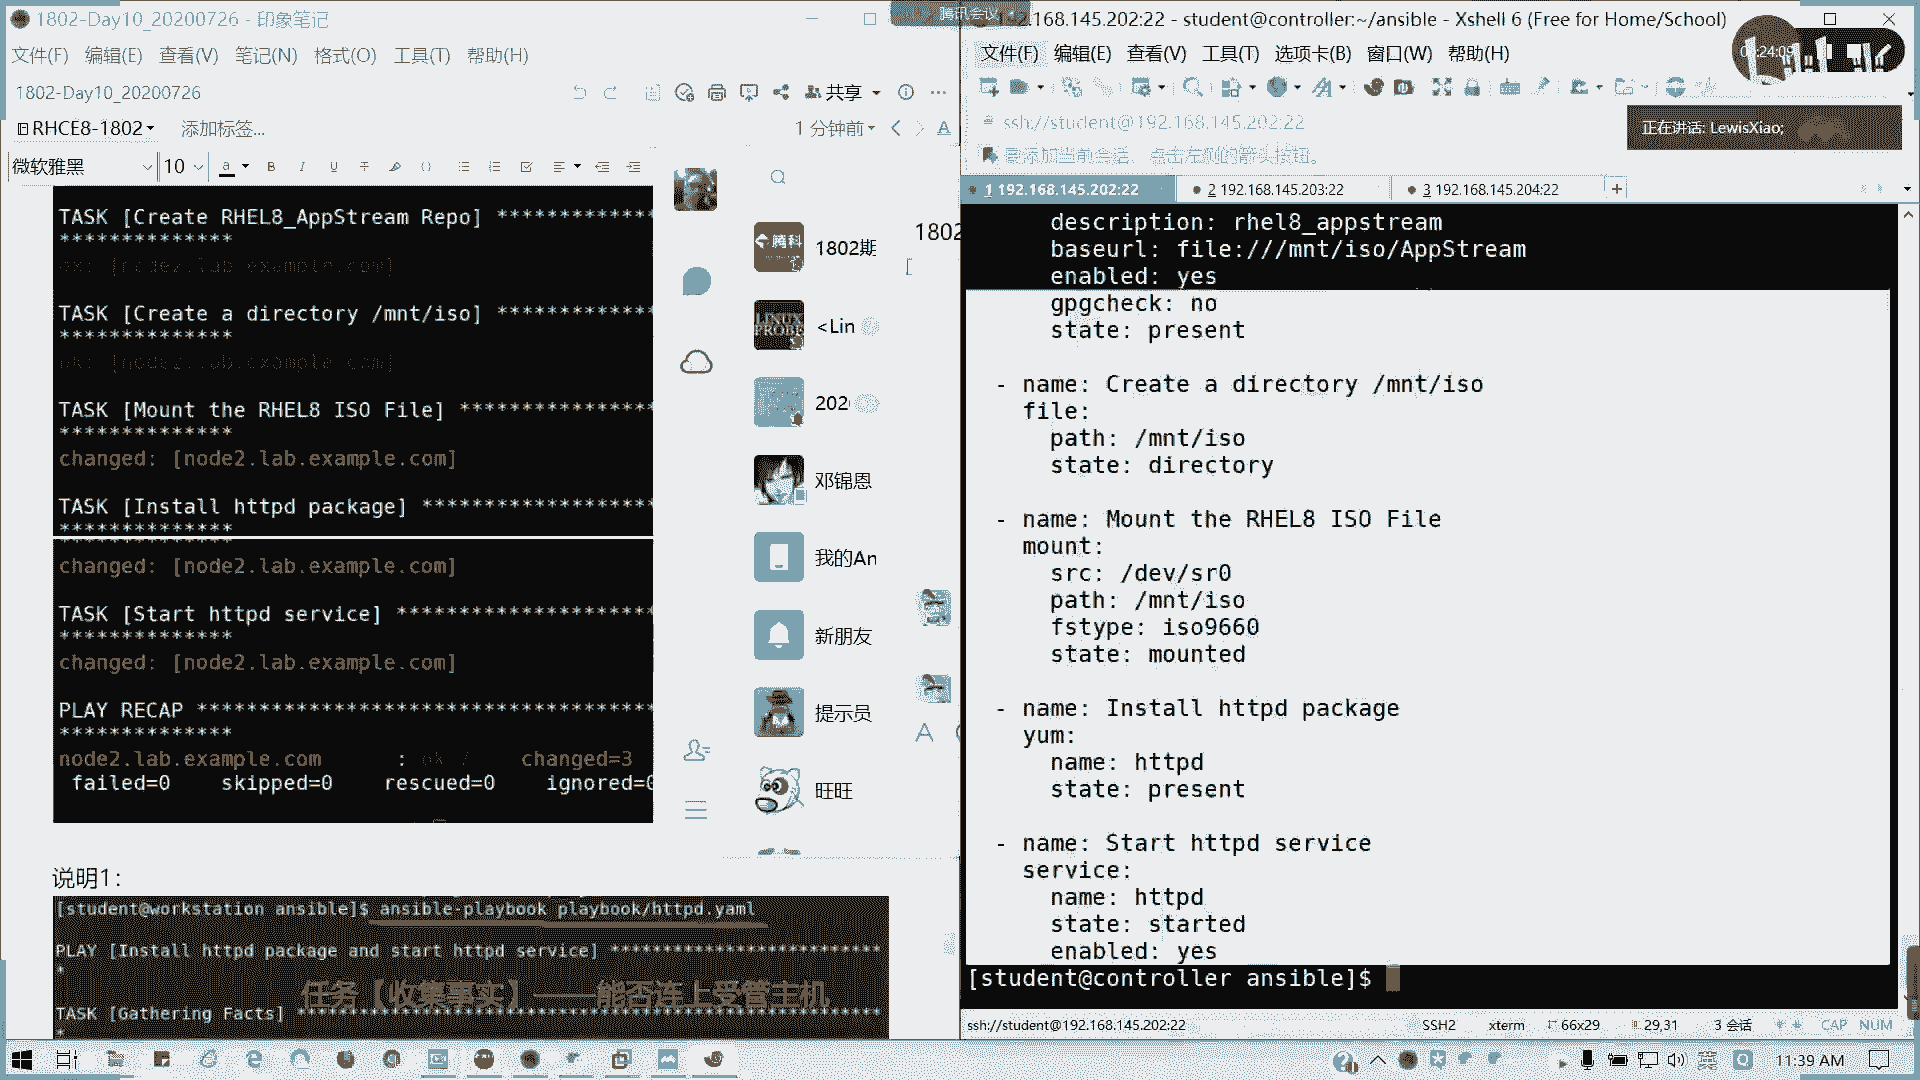 1802-Day10_20200726 - 印象笔记
文件(F) 编辑(E) 查看(V) 笔记(N) 格式(O) 工具(T) 帮助(H)
1802-Day10_20200726
共享
RHCE8-1802 添加标签...
1 分钟前
微软雅黑 10
TASK [Create RHEL8_AppStream Repo] **************
**************
ok: [node2.lab.example.com]
TASK [Create a directory /mnt/iso] **************
**************
ok: [node2.lab.example.com]
TASK [Mount the RHEL8 ISO File] *****************
**************
changed: [node2.lab.example.com]
TASK [Install httpd package] ********************
**************
changed: [node2.lab.example.com]
TASK [Start httpd service] **********************
**************
changed: [node2.lab.example.com]
PLAY RECAP **************************************
**************
node2.lab.example.com : changed=3
failed=0 skipped=0 rescued=0 ignored=0
说明1：
[student@workstation ansible]$ ansible-playbook playbook/httpd.yaml
PLAY [Install httpd package and start httpd service] ****************************
*
任务【收集事实】——能否连上受管主机
TASK [Gathering Facts] **********************************************************
*
1802期
<Lin
202
邓锦恩
我的An
新朋友
提示员
旺旺
1802
腾讯会议
.168.145.202:22 - student@controller:~/ansible - Xshell 6 (Free for Home/School)
文件(F) 编辑(E) 查看(V) 工具(T) 选项卡(B) 窗口(W) 帮助(H)
24:09
ssh://student@192.168.145.202:22
正在讲话: LewisXiao;
要添加当前会话，点击左侧的箭头按钮。
1 192.168.145.202:22 2 192.168.145.203:22 3 192.168.145.204:22
description: rhel8_appstream
baseurl: file:///mnt/iso/AppStream
enabled: yes
gpgcheck: no
state: present
- name: Create a directory /mnt/iso
file:
path: /mnt/iso
state: directory
- name: Mount the RHEL8 ISO File
mount:
src: /dev/sr0
path: /mnt/iso
fstype: iso9660
state: mounted
- name: Install httpd package
yum:
name: httpd
state: present
- name: Start httpd service
service:
name: httpd
state: started
enabled: yes
[student@controller ansible]$
ssh://student@192.168.145.202:22 SSH2 xterm 66x29 29,31 3 会话 CAP NUM
英 11:39 AM